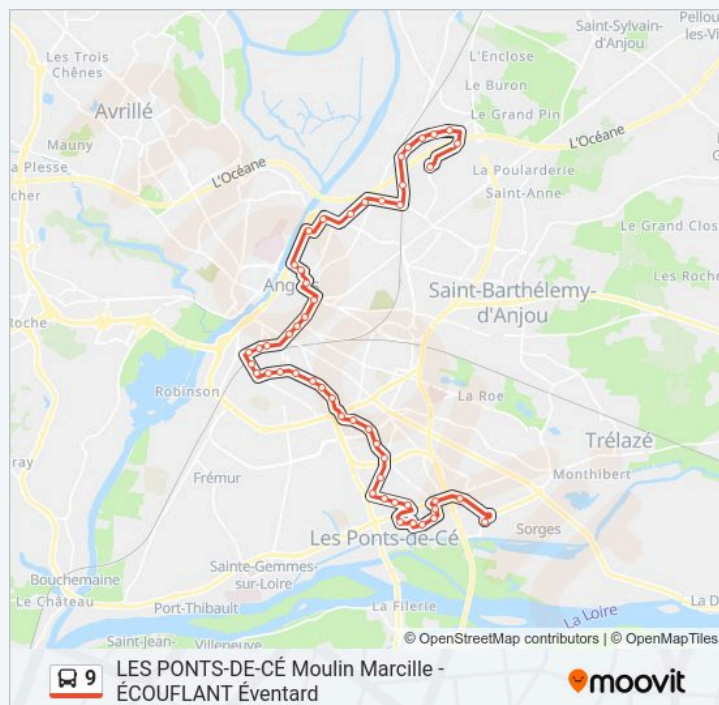 Pellou
Saint-Sylvain-
les-Vi
d'Anjou
L'Enclose
Les Trois
Chênes
Le Buron
Avrillé
Le Grand Pin
L'Océane
Mauny
La Plesse
L'Océane
La Poularderie
Saint-Anne
cher
Le Grand Clos
Les Roche
Ange
Saint-Barthélemy-
d'Anjou
Roche
Robinson
La Roe
Trélazé
ray
Frémur
Monthibert
Les Ponts-de-Cé
Sorges
Sainte-Gemmes-
sur-Loire
Bouchemaine
Le Château
Port-Thibault
La Filerie
La D
La Loire
Saint-Jean-
Villeneuve
© OpenStreetMap contributors | © OpenMapTiles
9
LES PONTS-DE-CÉ Moulin Marcille -
ÉCOUFLANT Éventard
moovit